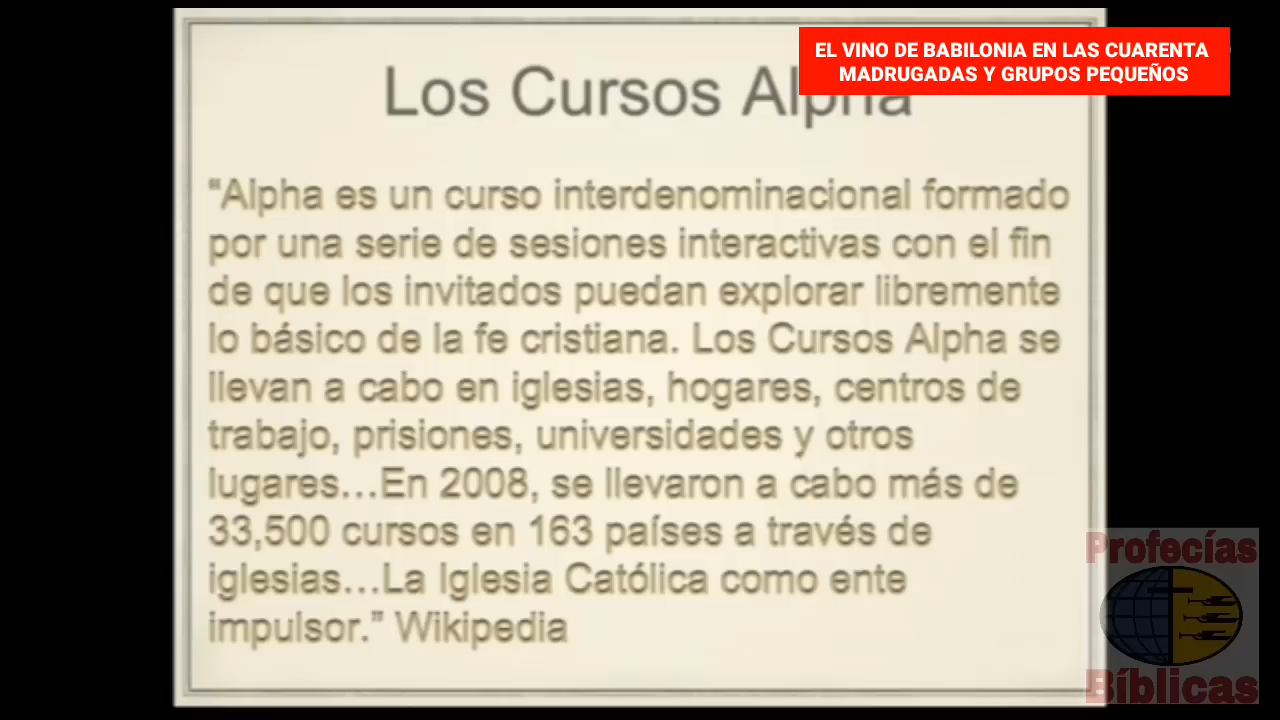 EL VINO DE BABILONIA EN LAS CUARENTA
MADRUGADAS Y GRUPOS PEQUEÑOS
Los Cursos Alpha
“Alpha es un curso interdenominacional formado
por una serie de sesiones interactivas con el fin
de que los invitados puedan explorar libremente
lo básico de la fe cristiana. Los Cursos Alpha se
llevan a cabo en iglesias, hogares, centros de
trabajo, prisiones, universidades y otros
lugares...En 2008, se llevaron a cabo más de
33,500 cursos en 163 países a través de
iglesias...La Iglesia Católica como ente
impulsor.” Wikipedia
Profecías
Bíblicas